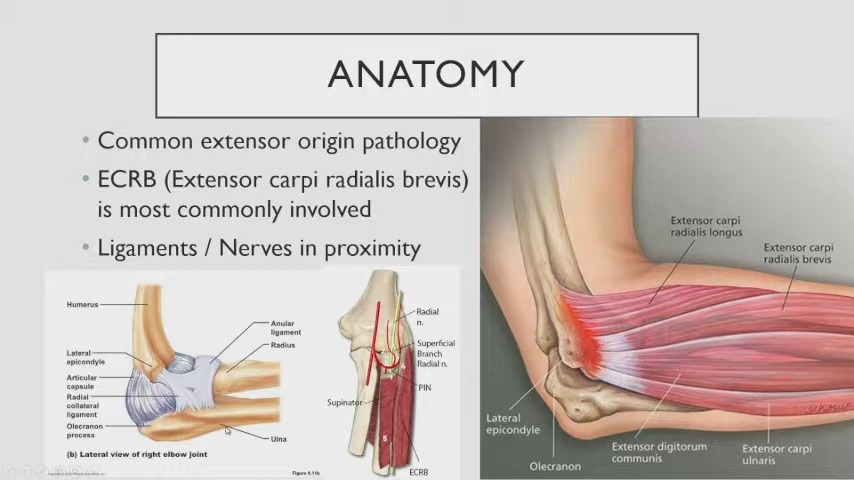 ANATOMY
• Common extensor origin pathology
• ECRB (Extensor carpi radialis brevis)
is most commonly involved
• Ligaments / Nerves in proximity
Humerus
Lateral
epicondyle
Articular
capsule
Radial
collateral
ligament
Olecranon
process
Anular
ligament
Radius
Ulna
(b) Lateral view of right elbow joint
Figure 8.11b
Radial
n.
Superficial
Branch
Radial n.
PIN
Supinator
S
ECRB
Extensor carpi
radialis longus
Extensor carpi
radialis brevis
Lateral
epicondyle
Olecranon
Extensor digitorum
communis
Extensor carpi
ulnaris